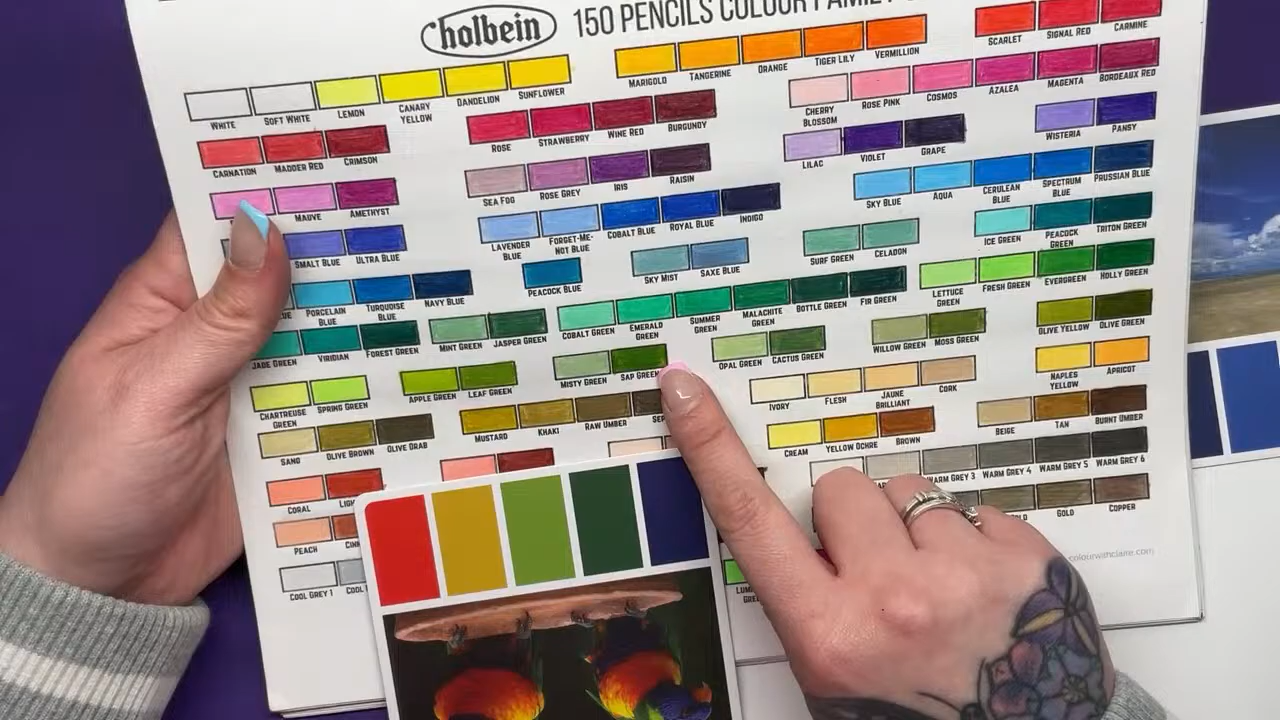 holbein 150 PENCILS COLOUR FAMILY
SCARLET SIGNAL RED CARMINE
MARIGOLD TANGERINE ORANGE TIGER LILY VERMILLION
WHITE SOFT WHITE LEMON CANARY YELLOW DANDELION SUNFLOWER
CHERRY BLOSSOM ROSE PINK COSMOS AZALEA MAGENTA BORDEAUX RED
ROSE STRAWBERRY WINE RED BURGUNDY
CARNATION MADDER RED CRIMSON
LILAC VIOLET GRAPE
WISTERIA PANSY
SEA FOG ROSE GREY IRIS RAISIN
MAUVE AMETHYST
SKY BLUE AQUA CERULEAN BLUE SPECTRUM BLUE PRUSSIAN BLUE
LAVENDER BLUE FORGET-ME-NOT BLUE COBALT BLUE ROYAL BLUE INDIGO
SMALT BLUE ULTRA BLUE
ICE GREEN PEACOCK GREEN TRITON GREEN
SURF GREEN CELADON
SKY MIST SAXE BLUE
PEACOCK BLUE
PORCELAIN BLUE TURQUOISE BLUE NAVY BLUE
LETTUCE GREEN FRESH GREEN EVERGREEN HOLLY GREEN
COBALT GREEN EMERALD GREEN SUMMER GREEN MALACHITE GREEN BOTTLE GREEN FIR GREEN
JADE GREEN VIRIDIAN FOREST GREEN MINT GREEN JASPER GREEN
OLIVE YELLOW OLIVE GREEN
WILLOW GREEN MOSS GREEN
OPAL GREEN CACTUS GREEN
MISTY GREEN SAP GREEN
CHARTREUSE GREEN SPRING GREEN APPLE GREEN LEAF GREEN
NAPLES YELLOW APRICOT
IVORY FLESH JAUNE BRILLIANT CORK
MUSTARD KHAKI RAW UMBER
SAND OLIVE BROWN OLIVE DRAB
BEIGE TAN BURNT UMBER
CREAM YELLOW OCHRE BROWN
WARM GREY 3 WARM GREY 4 WARM GREY 5 WARM GREY 6
CORAL
GOLD COPPER
PEACH
COOL GREY 1
colourwithclaire.com